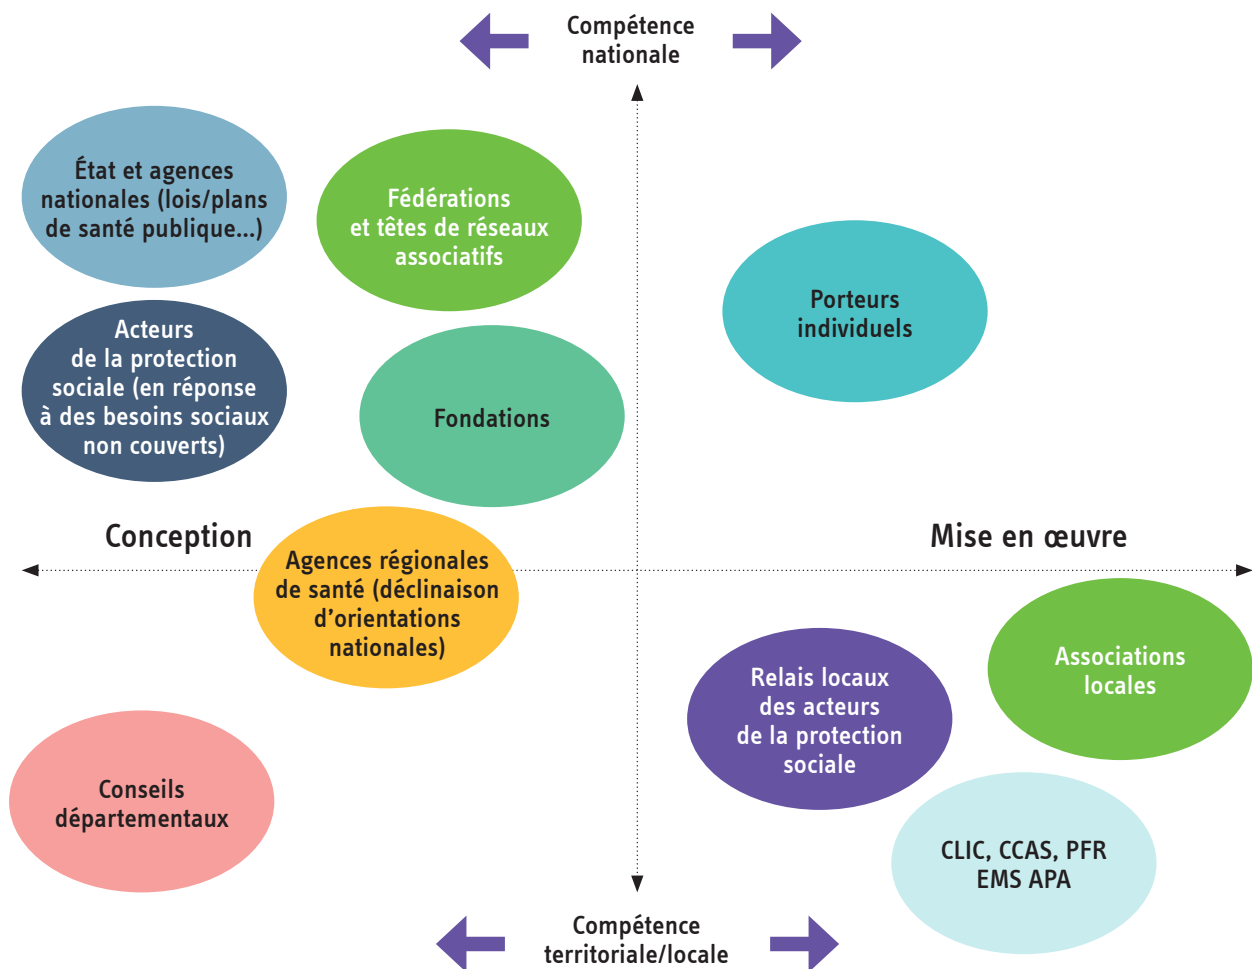 Compétence
nationale
État et agences
nationales (lois/plans
de santé publique...)
Fédérations
et têtes de réseaux
associatifs
Porteurs
individuels
Acteurs
de la protection
sociale (en réponse
à des besoins sociaux
non couverts)
Fondations
Conception
Mise en œuvre
Agences régionales
de santé (déclinaison
d'orientations
nationales)
Associations
locales
Relais locaux
des acteurs
de la protection
sociale
Conseils
départementaux
CLIC, CCAS, PFR
EMS APA
Compétence
territoriale/locale